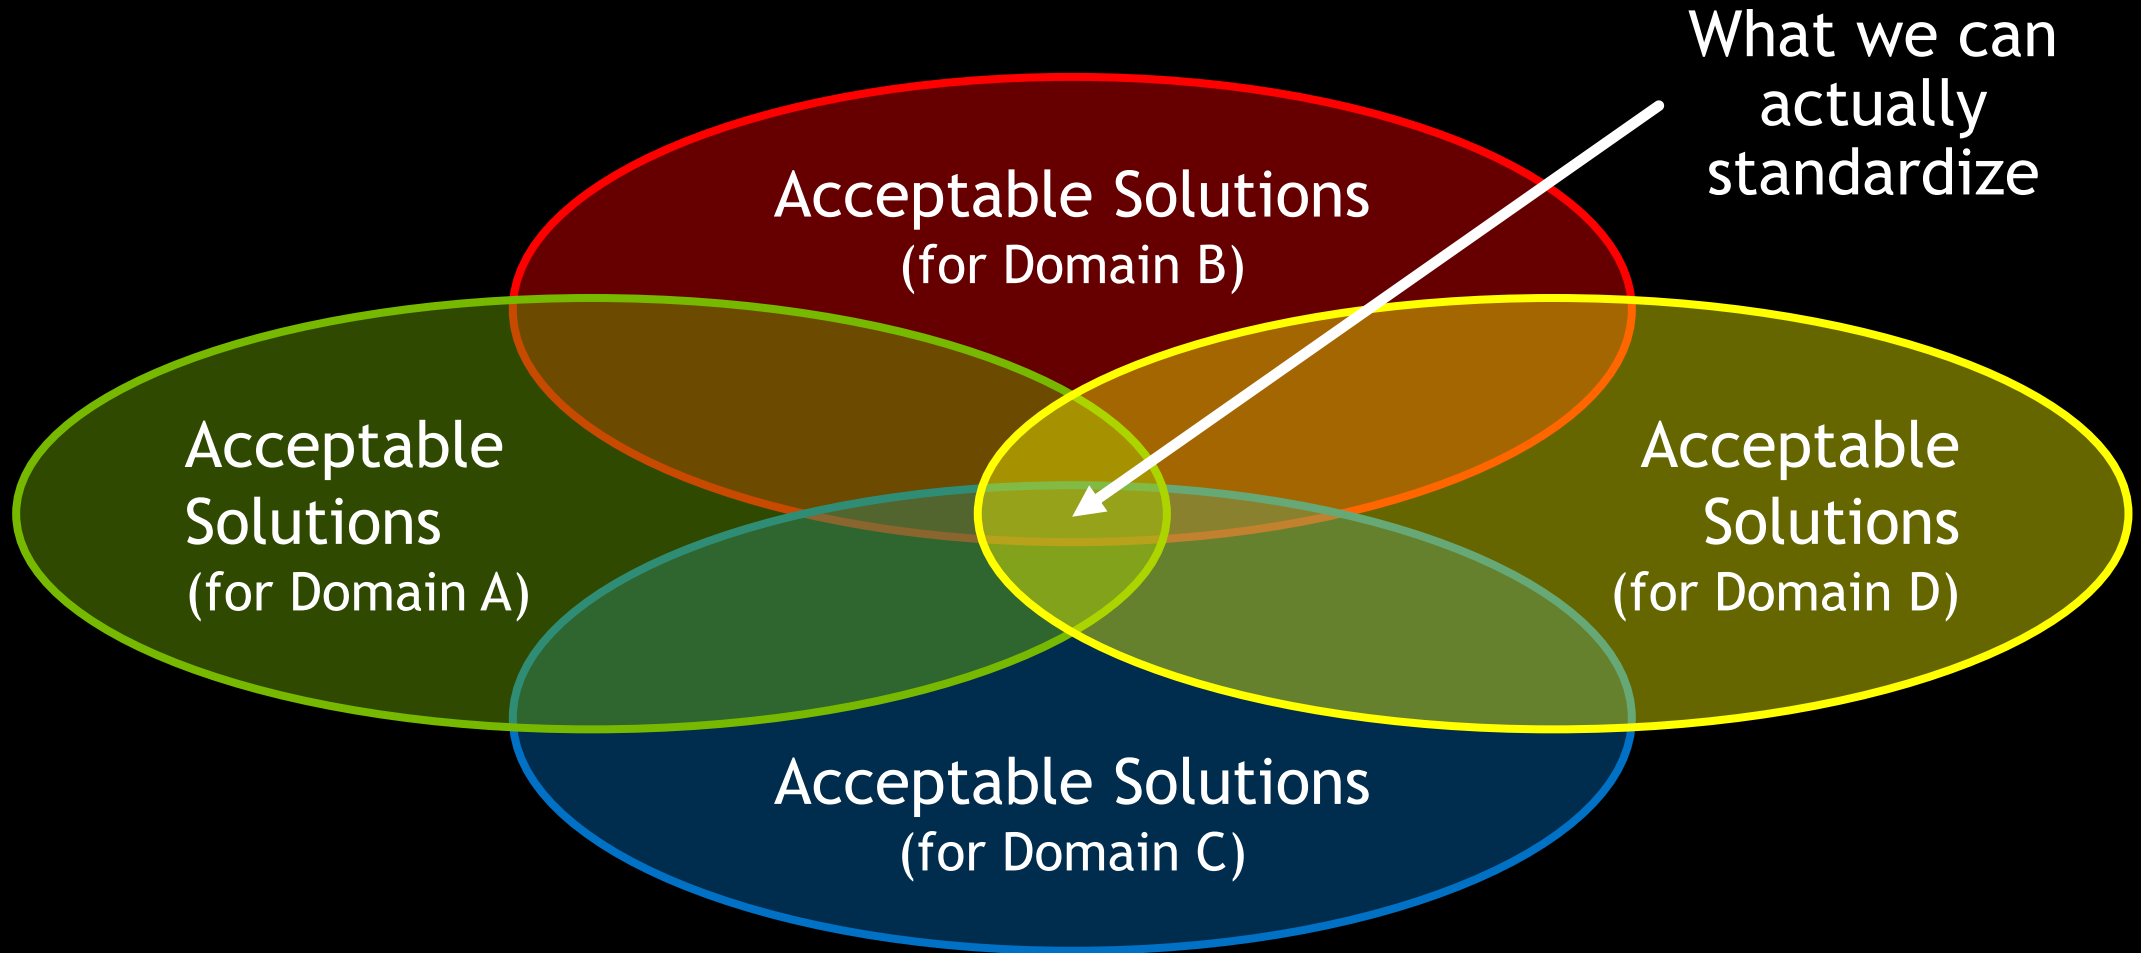 What we can
actually
standardize
Acceptable Solutions
(for Domain B)
Acceptable
Solutions
(for Domain A)
Acceptable
Solutions
(for Domain D)
Acceptable Solutions
(for Domain C)